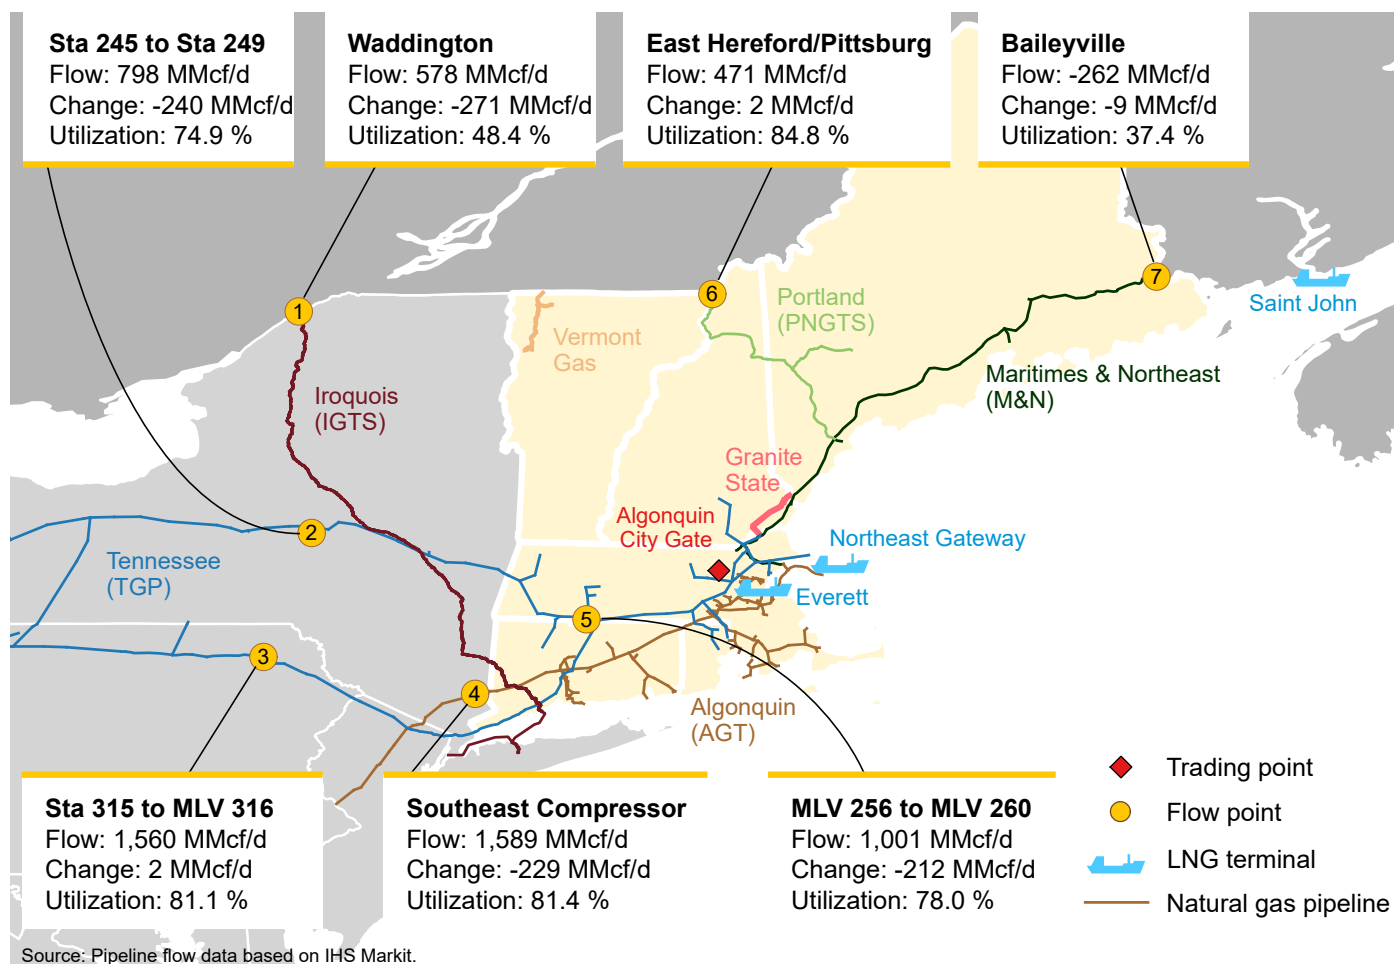 Sta 245 to Sta 249
Flow: 798 MMcf/d
Change: -240 MMcf/d
Utilization: 74.9 %
Waddington
Flow: 578 MMcf/d
Change: -271 MMcf/d
Utilization: 48.4 %
East Hereford/Pittsburg
Flow: 471 MMcf/d
Change: 2 MMcf/d
Utilization: 84.8 %
Baileyville
Flow: -262 MMcf/d
Change: -9 MMcf/d
Utilization: 37.4 %
7
6
1
Saint John
Portland
(PNGTS)
Vermont
Gas
Maritimes & Northeast
(M&N)
Iroquois
(IGTS)
Granite
State
Algonquin
City Gate
2
Northeast Gateway
Tennessee
(TGP)
Everett
5
3
4
Algonquin
(AGT)
Sta 315 to MLV 316
Flow: 1,560 MMcf/d
Change: 2 MMcf/d
Utilization: 81.1 %
Southeast Compressor
Flow: 1,589 MMcf/d
Change: -229 MMcf/d
Utilization: 81.4 %
MLV 256 to MLV 260
Flow: 1,001 MMcf/d
Change: -212 MMcf/d
Utilization: 78.0 %
Trading point
Flow point
LNG terminal
Natural gas pipeline
Source: Pipeline flow data based on IHS Markit.